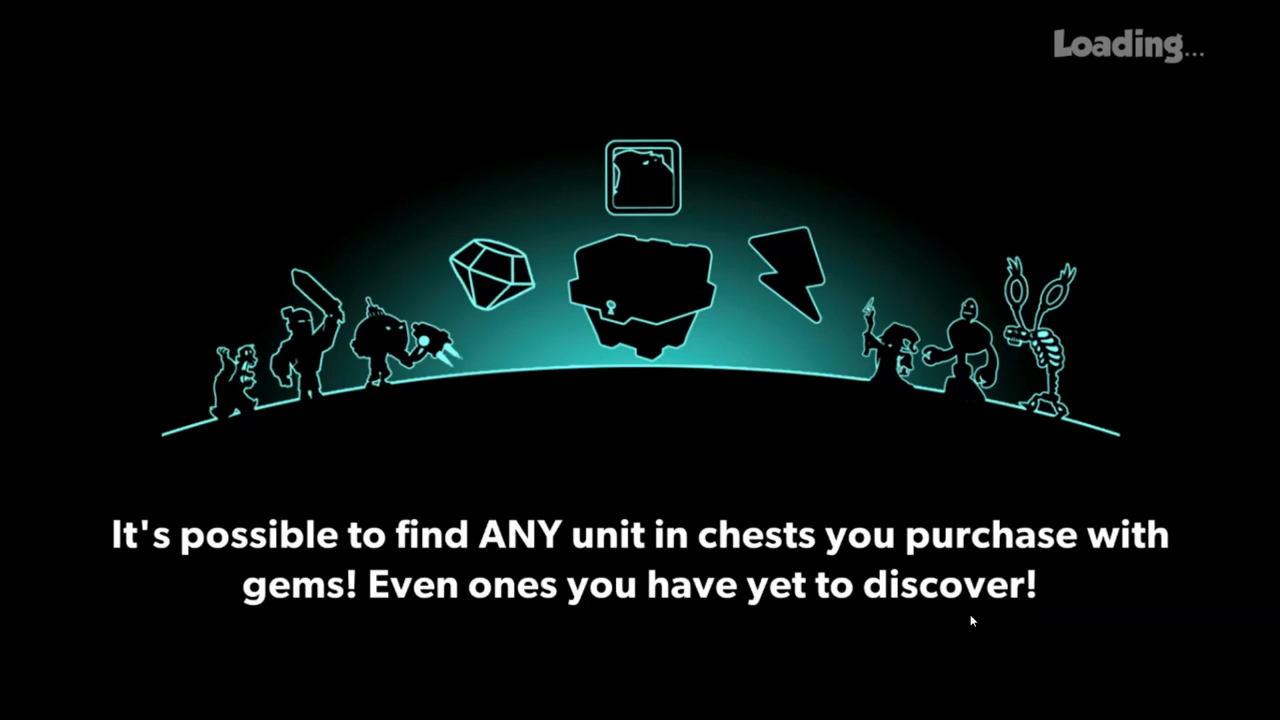 Loading...
It's possible to find ANY unit in chests you purchase with
gems! Even ones you have yet to discover!